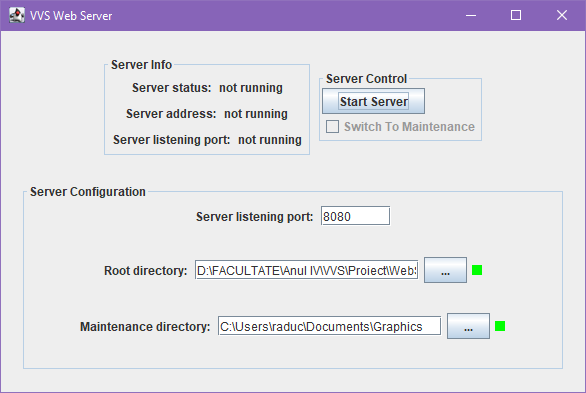 VVS Web Server
Server Info
Server status: not running
Server address: not running
Server listening port: not running
Server Control
Start Server
Switch To Maintenance
Server Configuration
Server listening port: 8080
Root directory: D:\FACULTATE\Anul IV\VVS\Proiect\WebS ...
Maintenance directory: C:\Users\raduc\Documents\Graphics ...